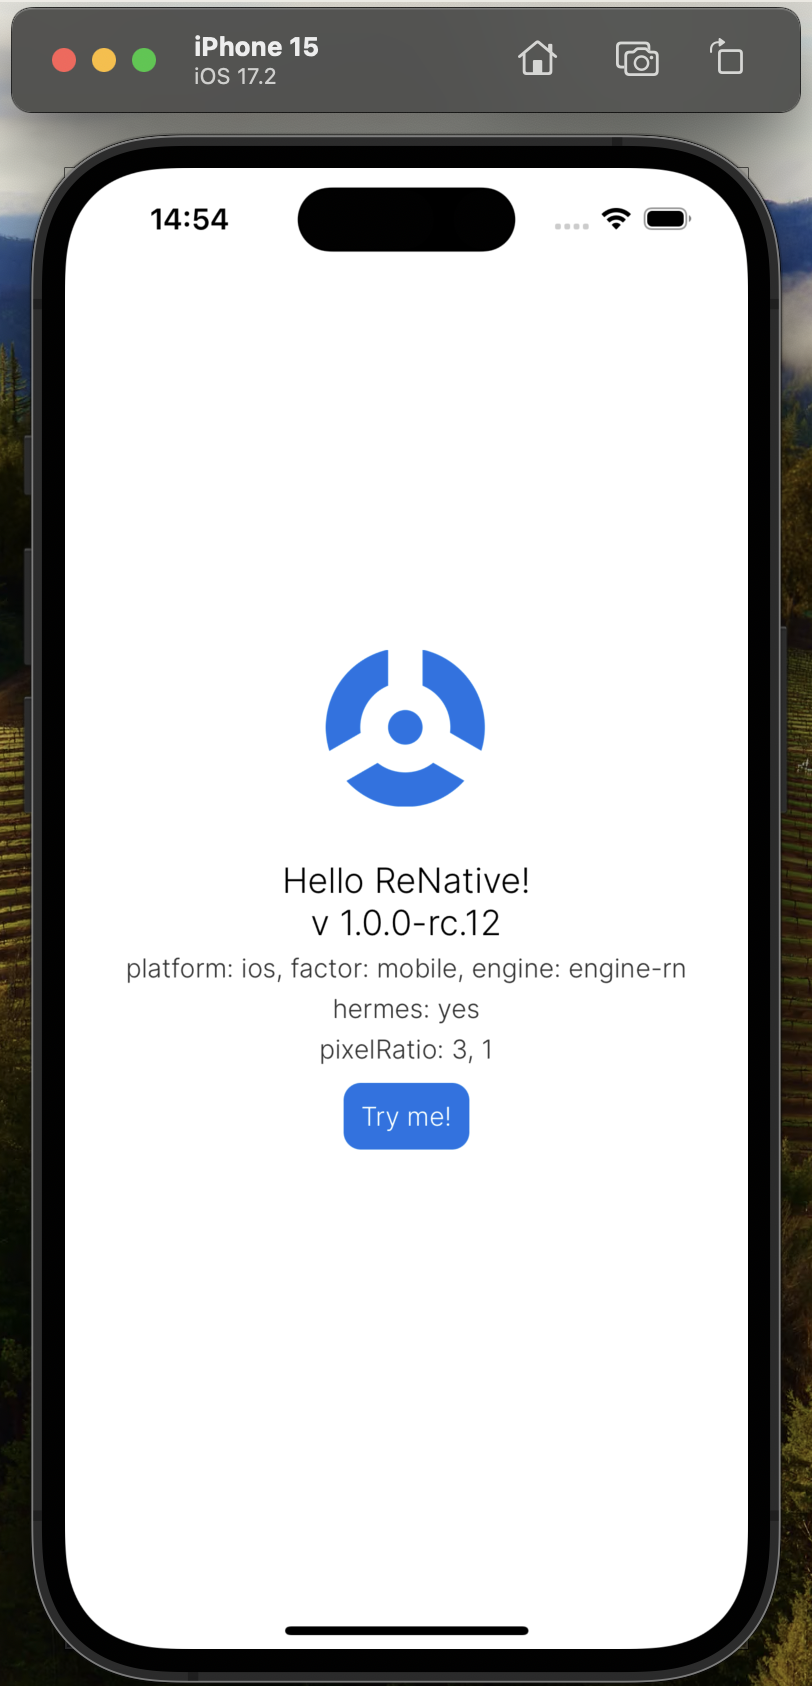 iPhone 15
iOS 17.2
14:54
Hello ReNative!
v 1.0.0-rc.12
platform: ios, factor: mobile, engine: engine-rn
hermes: yes
pixelRatio: 3, 1
Try me!